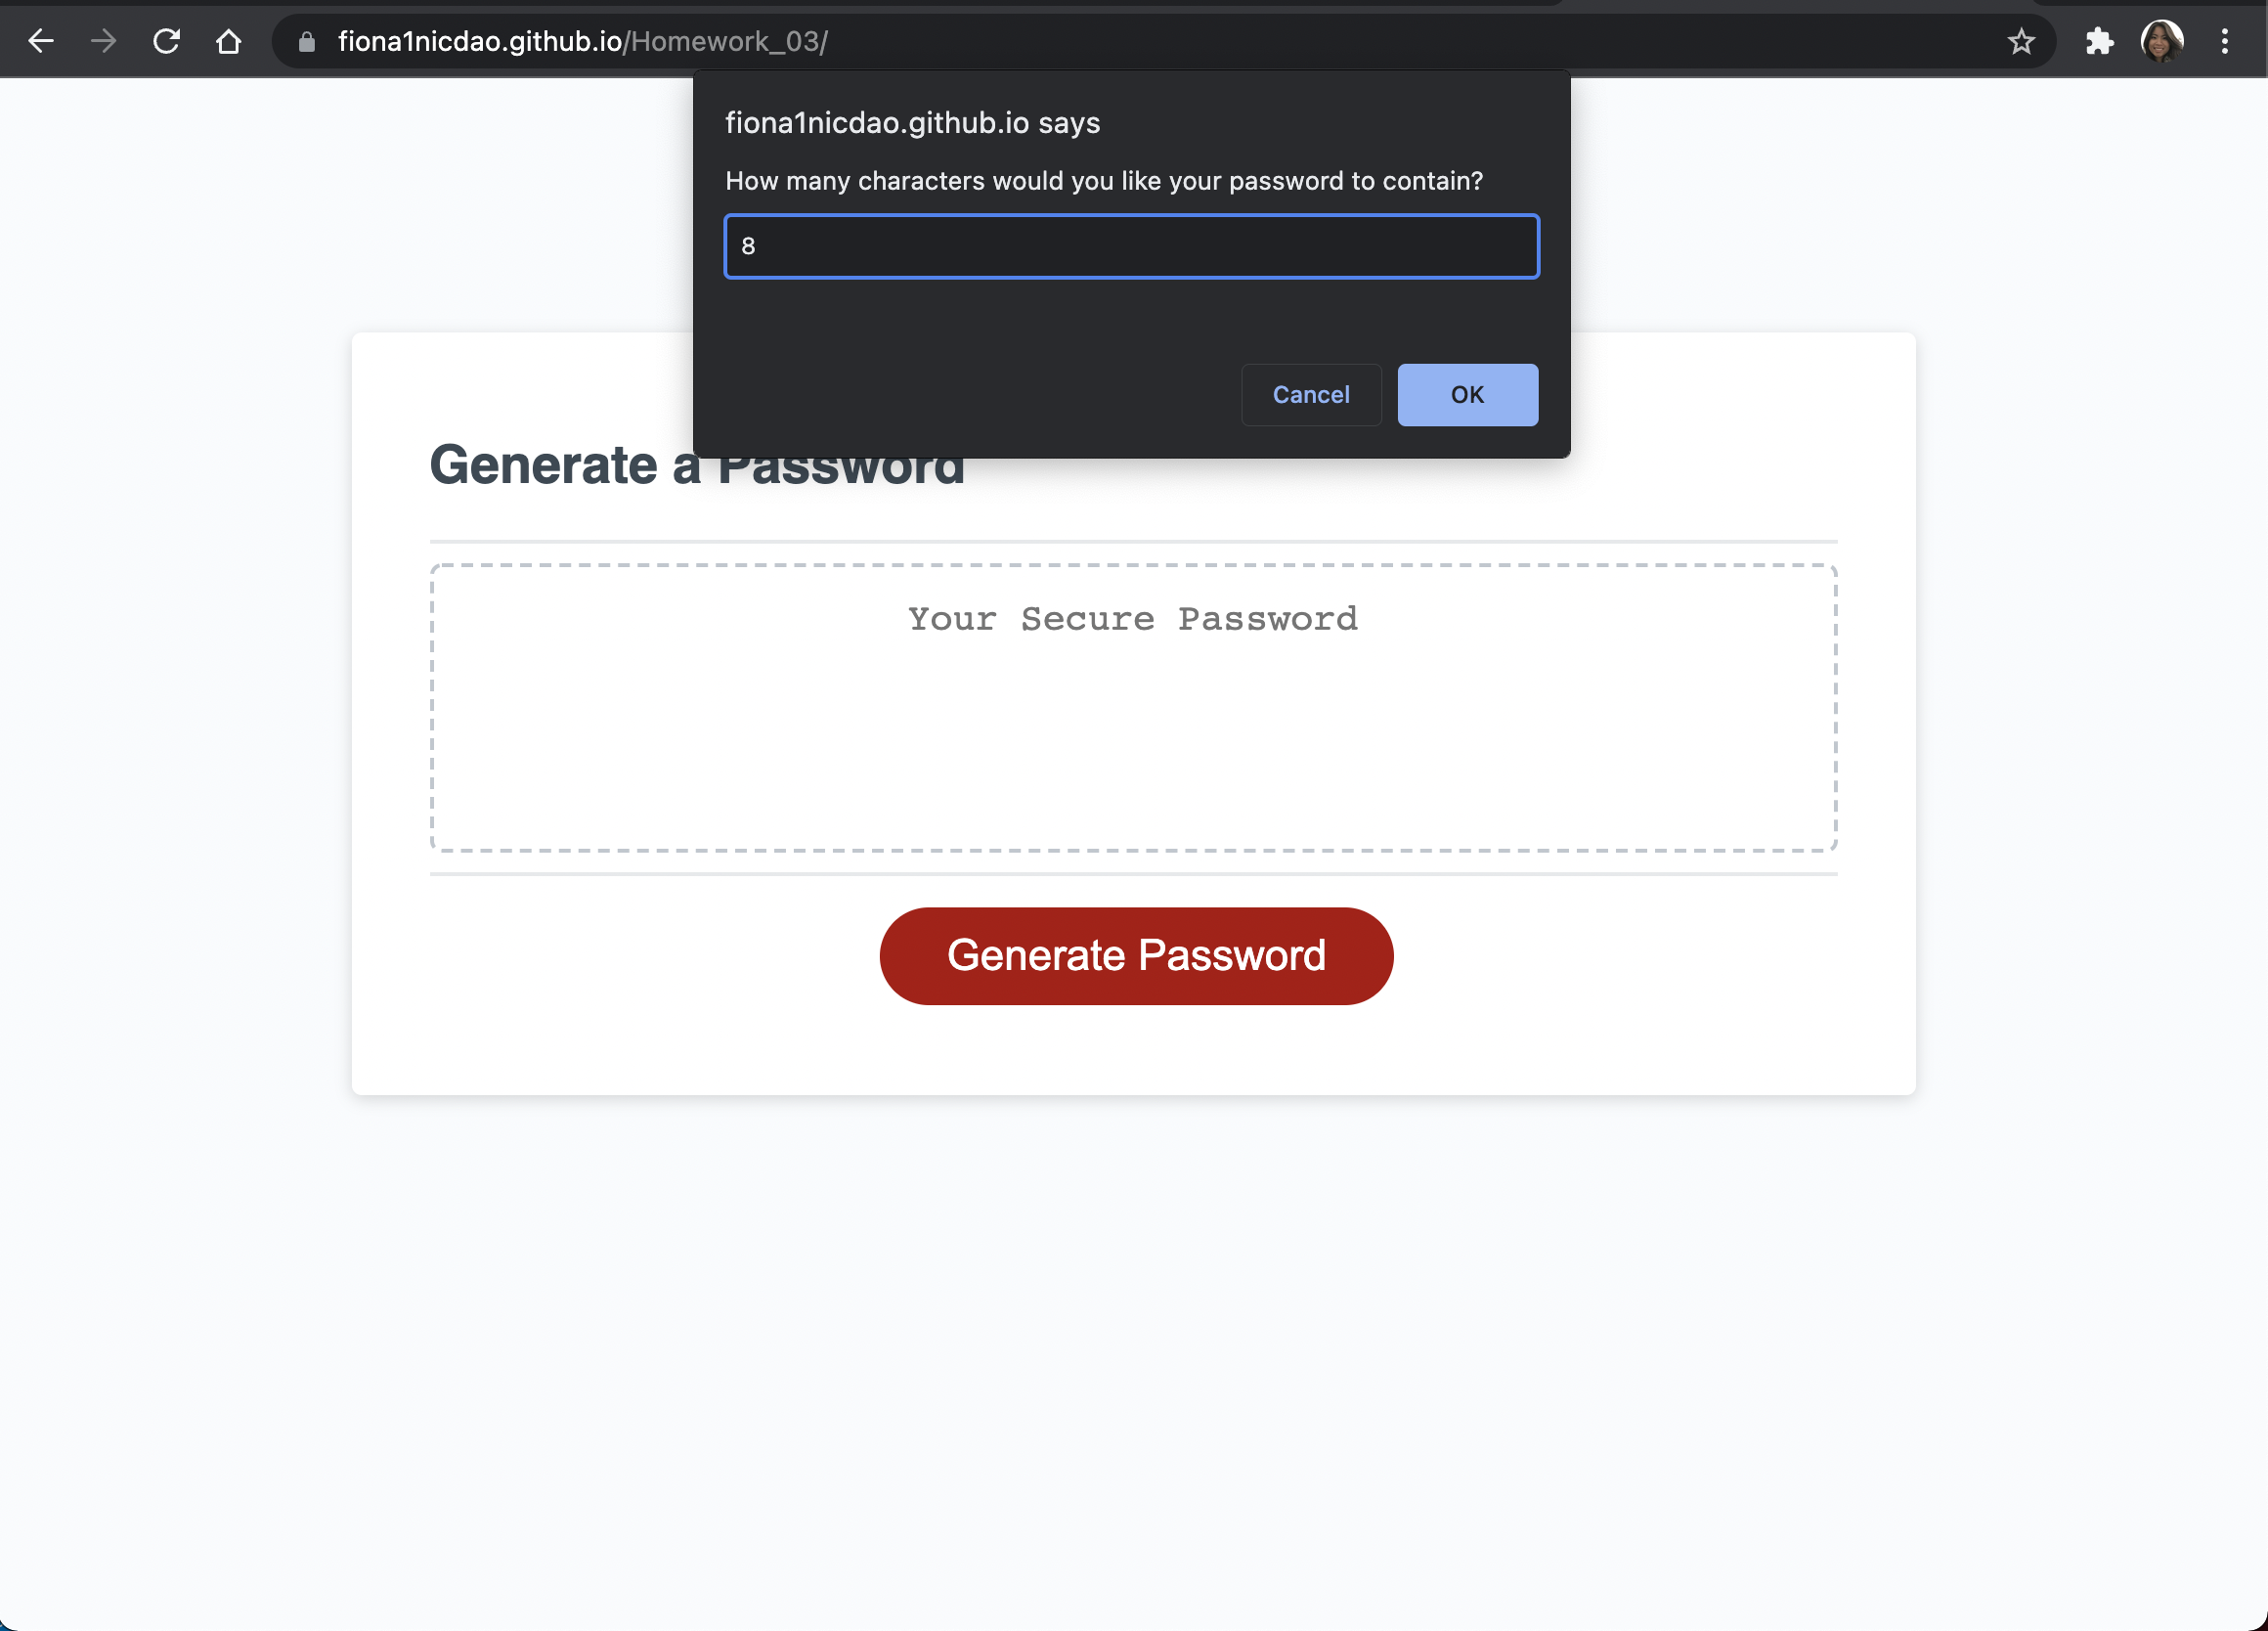 fiona1nicdao.github.io/Homework_03/
fiona1nicdao.github.io says
How many characters would you like your password to contain?
8
Cancel
OK
Generate a Password
Your Secure Password
Generate Password